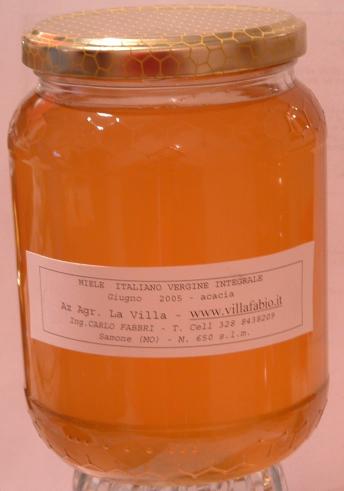 MIELE ITALIANO VERGINE INTEGRALE
Giugno 2005 - acacia
Az Agr. La Villa - www.villafabio.it
Ing.CARLO FABBRI - T. Cell 328 8438209
Samone (MO) - M. 650 s.l.m.